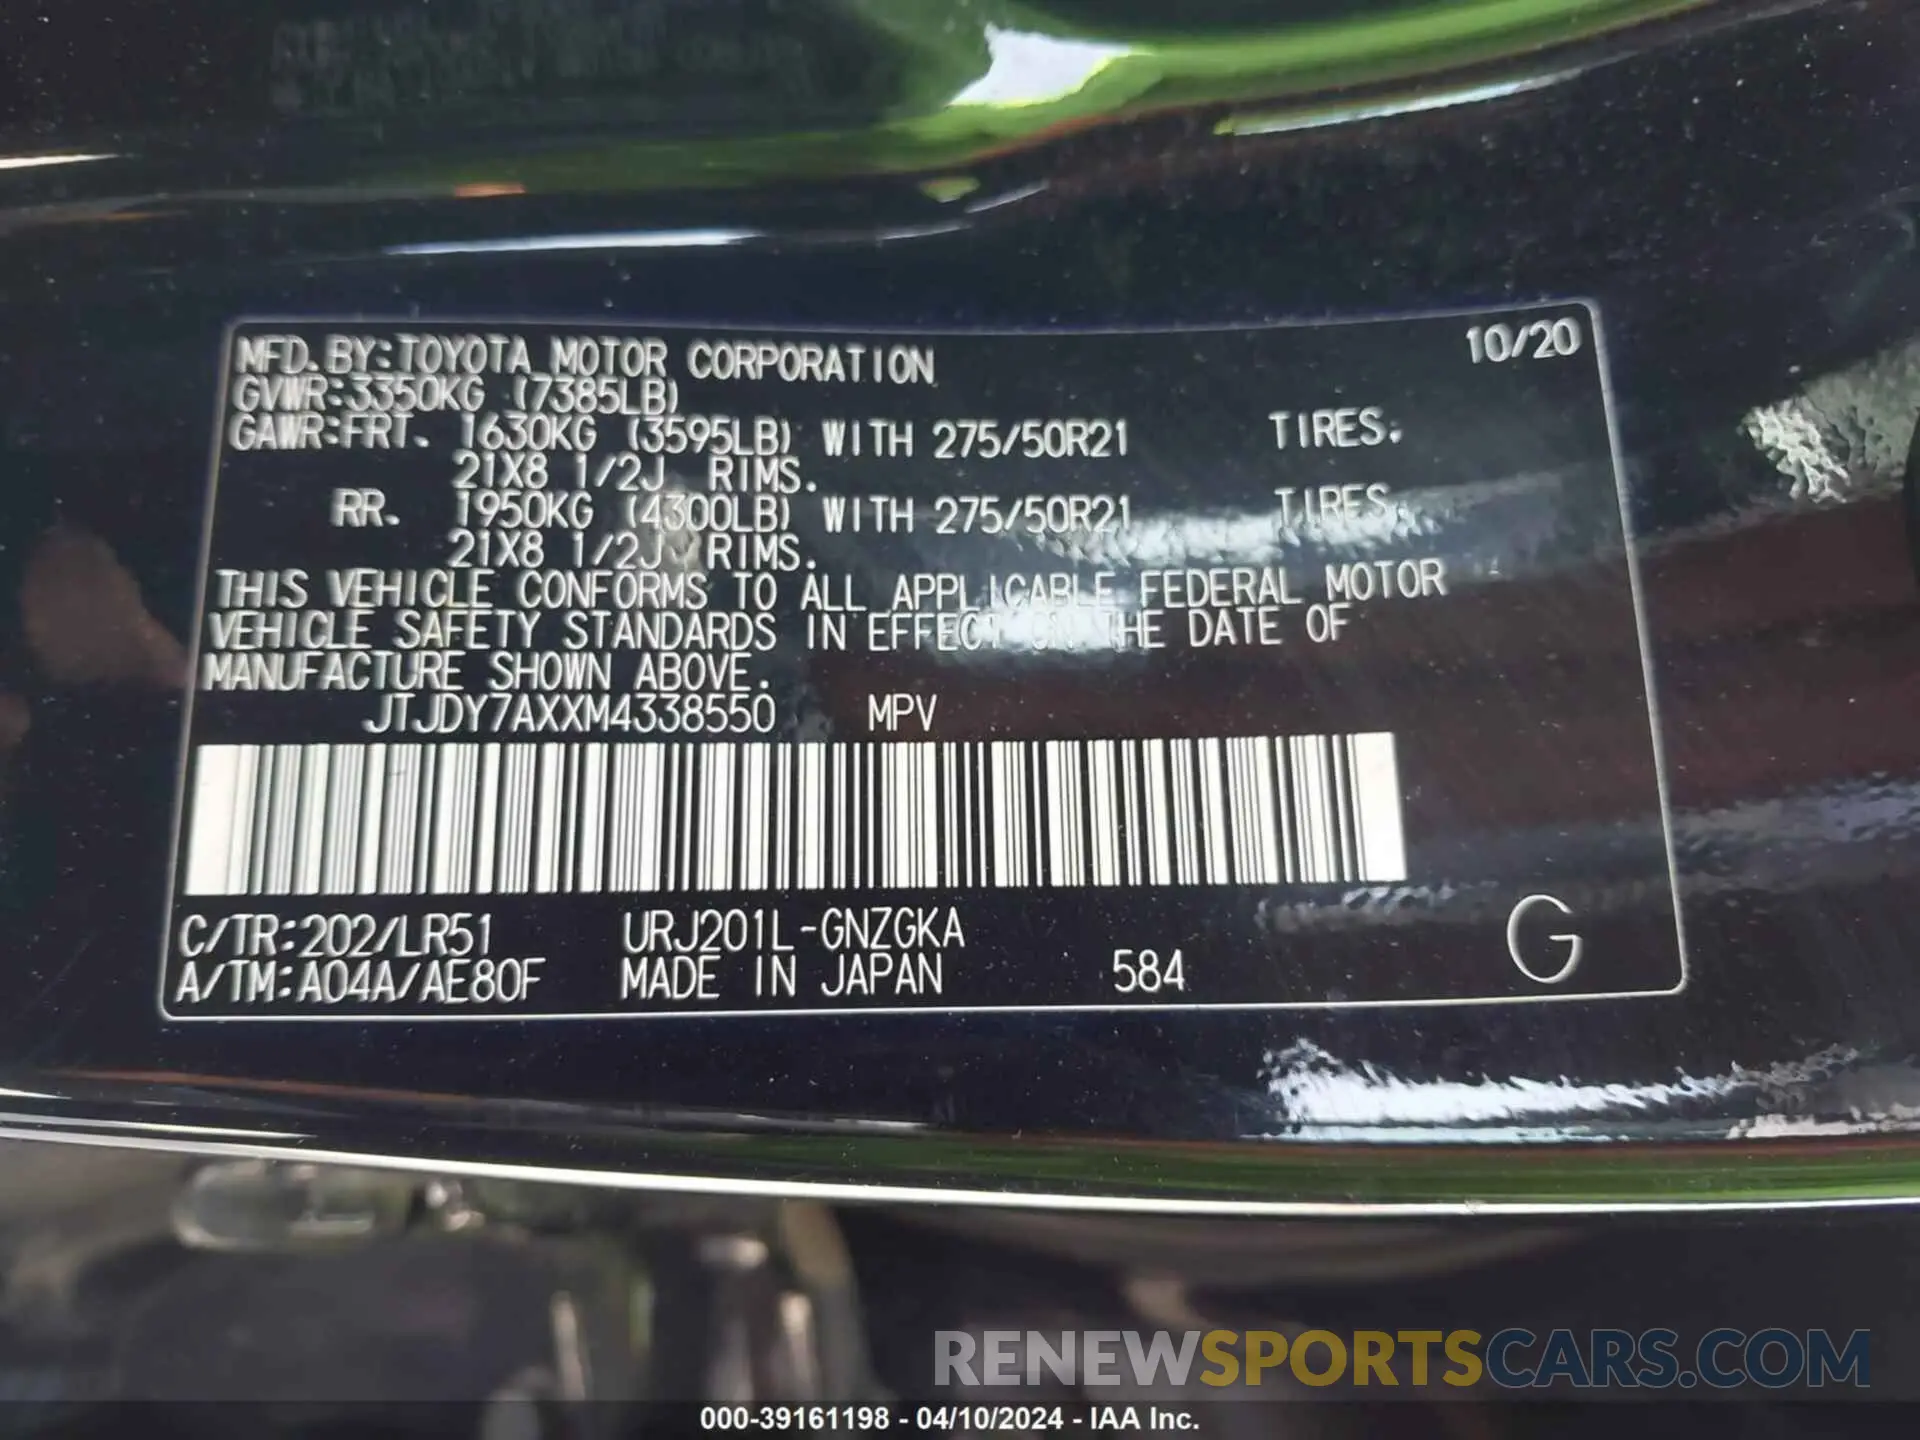 MFD.BY:TOYOTA MOTOR CORPORATION 10/20
GVWR:3350KG (7385LB)
GAWR:FRT. 1630KG (3595LB) WITH 275/50R21 TIRES.
21X8 1/2J RIMS.
RR. 1950KG (4300LB) WITH 275/50R21 TIRES.
21X8 1/2J RIMS.
THIS VEHICLE CONFORMS TO ALL APPLICABLE FEDERAL MOTOR
VEHICLE SAFETY STANDARDS IN EFFECT ON THE DATE OF
MANUFACTURE SHOWN ABOVE.
JTJDY7AXXM4338550 MPV
C/TR:202/LR51 URJ201L-GNZGKA
A/TM:A04A/AE80F MADE IN JAPAN 584 G
RENEWSPORTSCARS.COM
000-39161198 - 04/10/2024 - IAA Inc.